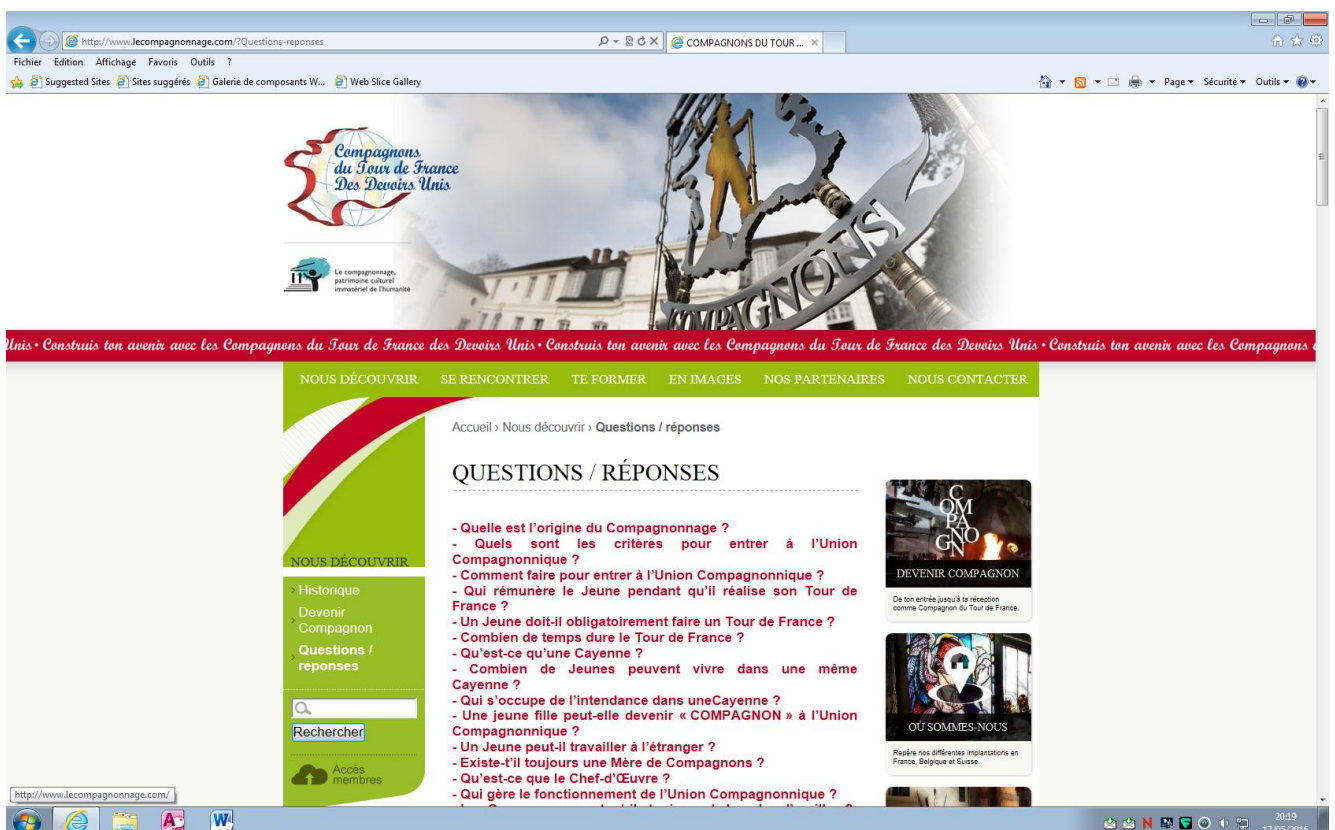 http://www.lecompagnonnage.com/?Questions-reponses
COMPAGNONS DU TOUR ...
Fichier Edition Affichage Favoris Outils ?
Suggested Sites Sites suggérés Galerie de composants W... Web Slice Gallery
Page Sécurité Outils
Compagnons
du Tour de France
Des Devoirs Unis
Le compagnonnage,
patrimoine culturel
immatériel de l'humanité
COMPAGNONS
Unis • Construis ton avenir avec les Compagnons du Tour de France des Devoirs Unis • Construis ton avenir avec les Compagnons du Tour de France des Devoirs Unis • Construis ton avenir avec les Compagnons
NOUS DÉCOUVRIR SE RENCONTRER TE FORMER EN IMAGES NOS PARTENAIRES NOUS CONTACTER
Accueil › Nous découvrir › Questions / réponses
QUESTIONS / RÉPONSES
- Quelle est l'origine du Compagnonnage ?
- Quels sont les critères pour entrer à l'Union
Compagnonnique ?
- Comment faire pour entrer à l'Union Compagnonnique ?
- Qui rémunère le Jeune pendant qu'il réalise son Tour de
France ?
- Un Jeune doit-il obligatoirement faire un Tour de France ?
- Combien de temps dure le Tour de France ?
- Qu'est-ce qu'une Cayenne ?
- Combien de Jeunes peuvent vivre dans une même
Cayenne ?
- Qui s'occupe de l'intendance dans uneCayenne ?
- Une jeune fille peut-elle devenir « COMPAGNON » à l'Union
Compagnonnique ?
- Un Jeune peut-il travailler à l'étranger ?
- Existe-t'il toujours une Mère de Compagnons ?
- Qu'est-ce que le Chef-d'Œuvre ?
- Qui gère le fonctionnement de l'Union Compagnonnique ?
NOUS DÉCOUVRIR
› Historique
› Devenir
Compagnon
› Questions /
réponses
Rechercher
Accès
membres
COMPAGNON
DEVENIR COMPAGNON
De ton entrée jusqu'à ta réception
comme Compagnon du Tour de France.
OÙ SOMMES-NOUS
Repère nos différentes implantations en
France, Belgique et Suisse.
http://www.lecompagnonnage.com/
20:19
17/05/2016